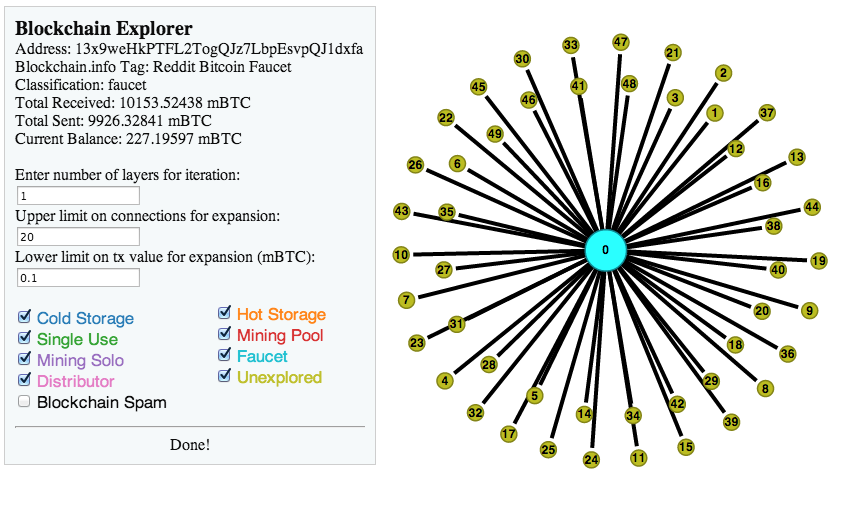 Blockchain Explorer
Address: 13x9weHkPTFL2TogQJz7LbpEsvpQJ1dxfa
Blockchain.info Tag: Reddit Bitcoin Faucet
Classification: faucet
Total Received: 10153.52438 mBTC
Total Sent: 9926.32841 mBTC
Current Balance: 227.19597 mBTC
Enter number of layers for iteration:
1
Upper limit on connections for expansion:
20
Lower limit on tx value for expansion (mBTC):
0.1
Cold Storage
Hot Storage
Single Use
Mining Pool
Mining Solo
Faucet
Distributor
Unexplored
Blockchain Spam
Done!
47
33
21
30
2
45
41
48
46
3
1
37
22
49
12
13
6
26
16
43
35
44
38
10
0
19
27
40
7
20
9
31
23
18
36
28
4
29
8
5
42
32
14
34
39
17
25
15
24
11